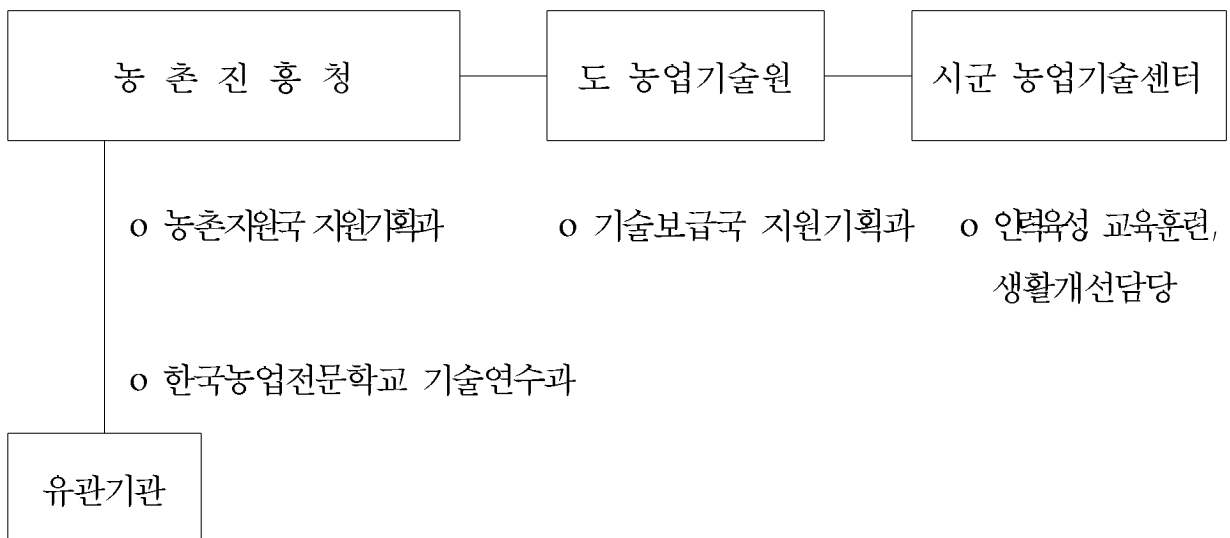 농 촌 진 흥 청
도 농업기술원
시군 농업기술센터
o 농촌지원국 지원기획과
o 기술보급국 지원기획과
o 인력육성, 교육훈련,
생활개선담당
o 한국농업전문학교 기술연수과
유관기관